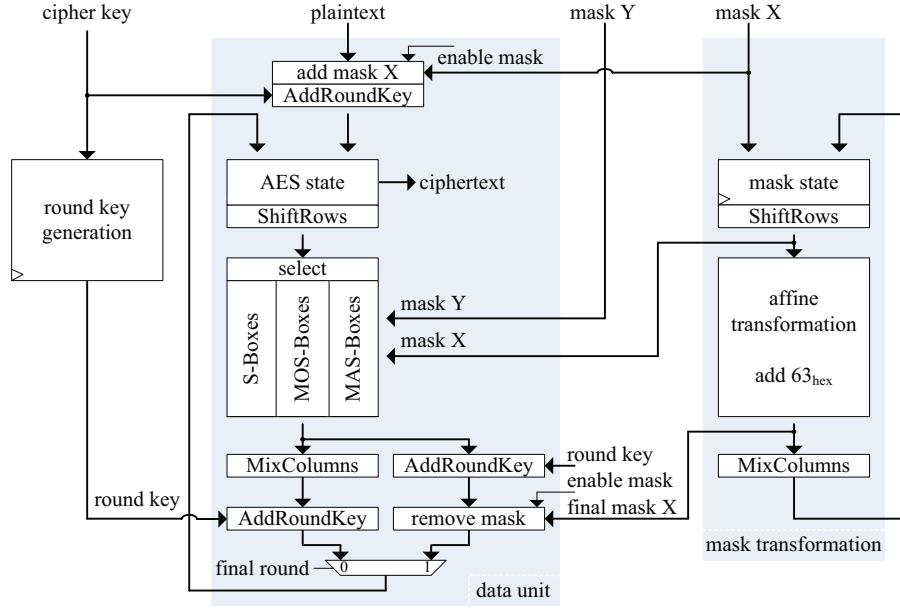 cipher key
plaintext
mask Y
mask X
enable mask
add mask X
AddRoundKey
round key
generation
AES state
ciphertext
ShiftRows
mask state
ShiftRows
select
S-Boxes
MOS-Boxes
MAS-Boxes
mask Y
mask X
affine
transformation
add 63hex
MixColumns
AddRoundKey
round key
MixColumns
enable mask
round key
AddRoundKey
remove mask
final mask X
mask transformation
final round
0
1
data unit